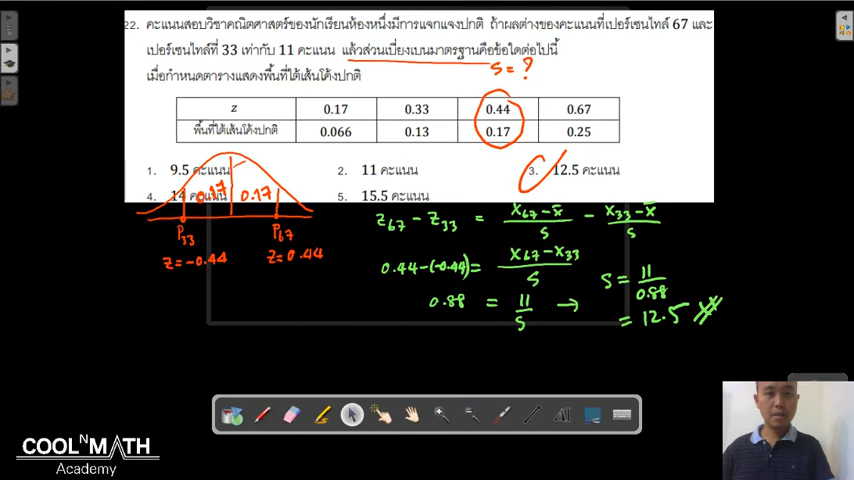 22. คะแนนสอบวิชาคณิตศาสตร์ของนักเรียนห้องหนึ่งมีการแจกแจงปกติ ถ้าผลต่างของคะแนนที่เปอร์เซนไทล์ 67 และ
เปอร์เซนไทล์ที่ 33 เท่ากับ 11 คะแนน แล้วส่วนเบี่ยงเบนมาตรฐานคือข้อใดต่อไปนี้
s = ?
เมื่อกำหนดตารางแสดงพื้นที่ใต้เส้นโค้งปกติ
z 0.17 0.33 0.44 0.67
พื้นที่ใต้เส้นโค้งปกติ 0.066 0.13 0.17 0.25
1. 9.5 คะแนน 2. 11 คะแนน 3. 12.5 คะแนน
4. 14 คะแนน 5. 15.5 คะแนน
0.17 0.17
P33 P67
z = -0.44 z = 0.44
z67 - z33 = x67 - x̄ / s - x33 - x̄ / s
0.44 - (-0.44) = x67 - x33 / s
0.88 = 11 / s → s = 11 / 0.88
= 12.5
AI
COOL N MATH
Academy